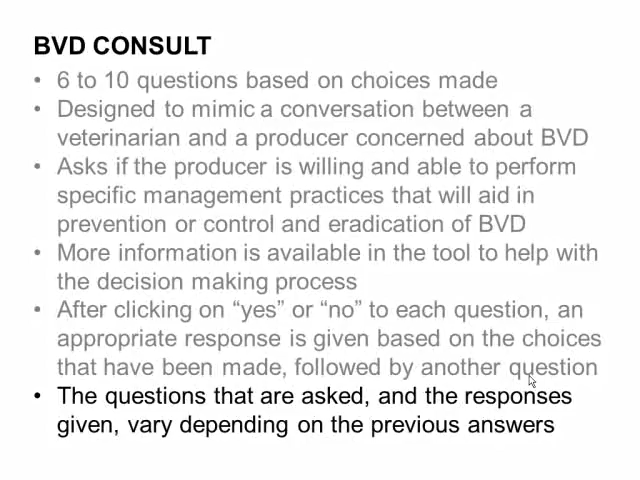 BVD CONSULT
• 6 to 10 questions based on choices made
• Designed to mimic a conversation between a
veterinarian and a producer concerned about BVD
• Asks if the producer is willing and able to perform
specific management practices that will aid in
prevention or control and eradication of BVD
• More information is available in the tool to help with
the decision making process
• After clicking on “yes” or “no” to each question, an
appropriate response is given based on the choices
that have been made, followed by another question
• The questions that are asked, and the responses
given, vary depending on the previous answers